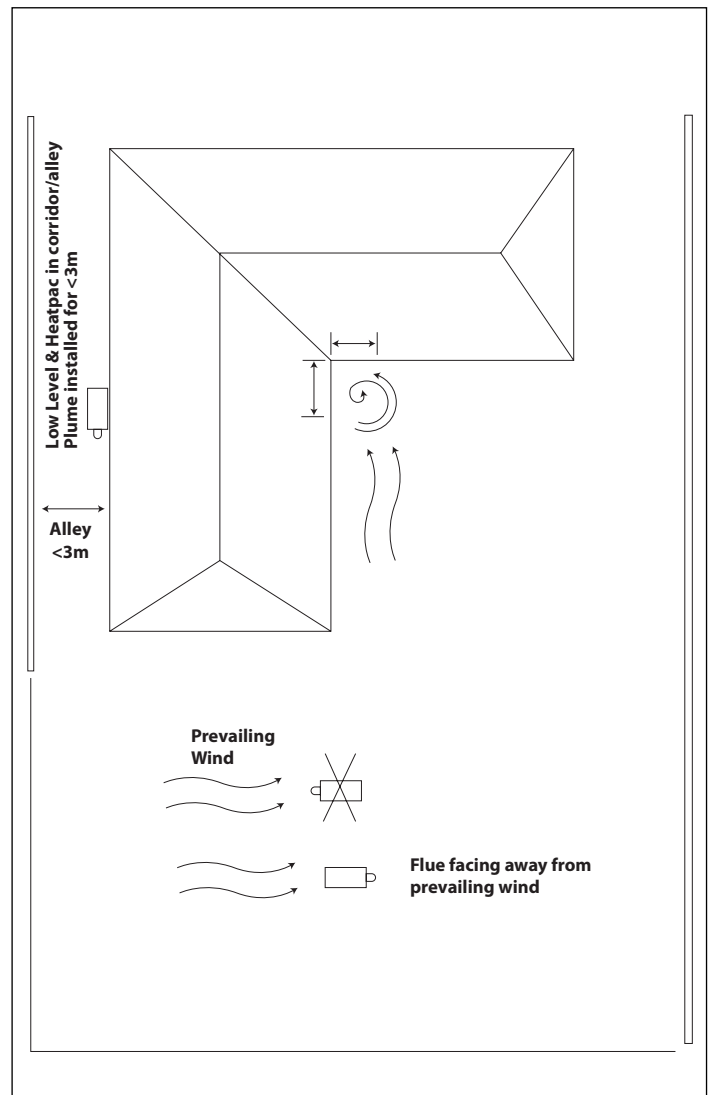 Low Level & Heatpac in corridor/alley
Plume installed for <3m
Alley
<3m
Prevailing
Wind
Flue facing away from
prevailing wind